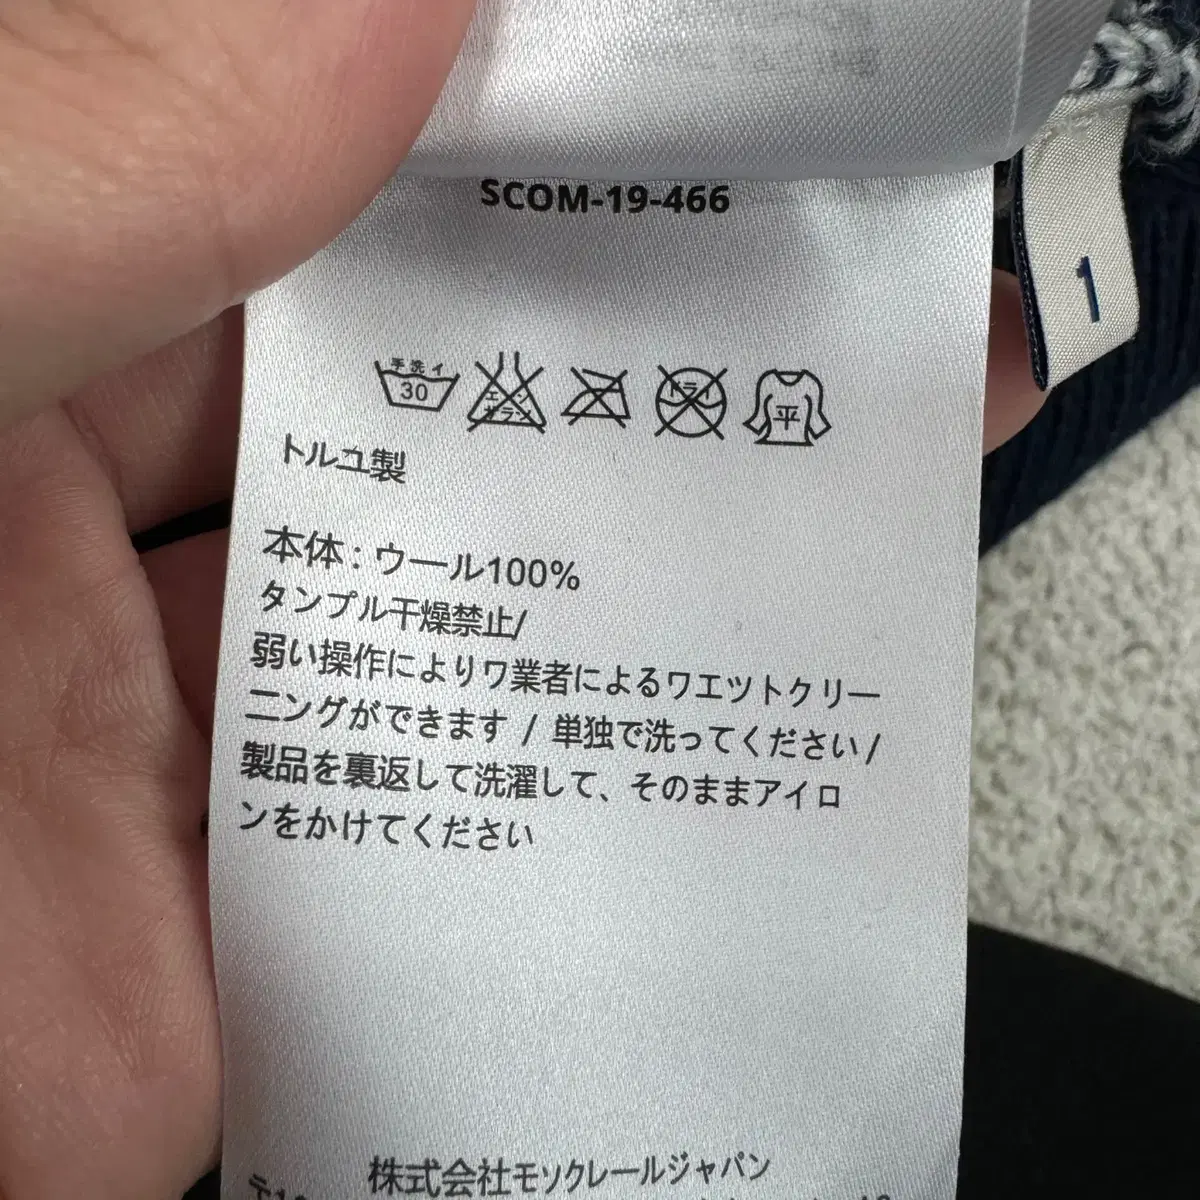 SCOM-19-466
1
手洗イ
30
エンソサラシ
ドライ
平
トルユ製
本体：ウール100%
タンプル干燥禁止/
弱い操作によりワ業者によるワエツトクリー
ニングができます / 単独で洗ってください/
製品を裏返して洗濯して、そのままアイロ
ンをかけてください
株式会社モソクレールジャパン